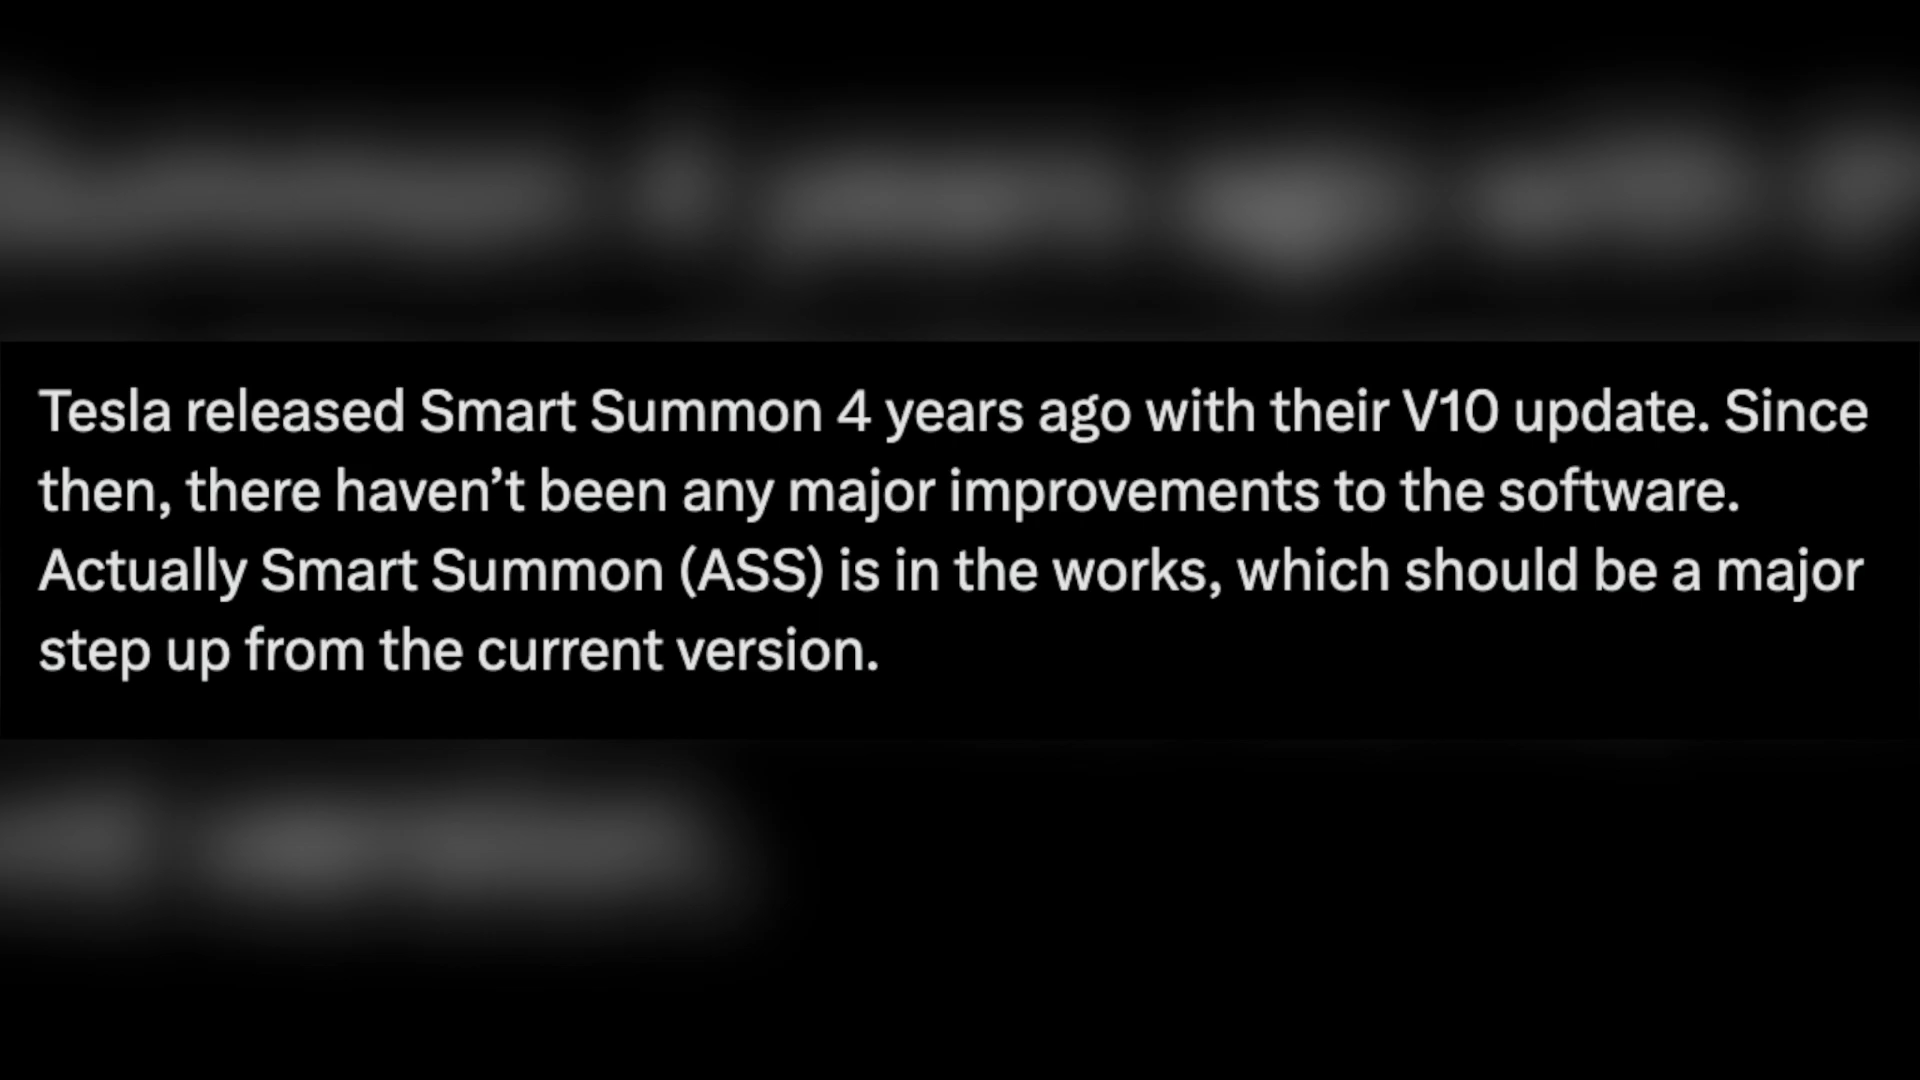 Tesla released Smart Summon 4 years ago with their V10 update. Since
then, there haven’t been any major improvements to the software.
Actually Smart Summon (ASS) is in the works, which should be a major
step up from the current version.